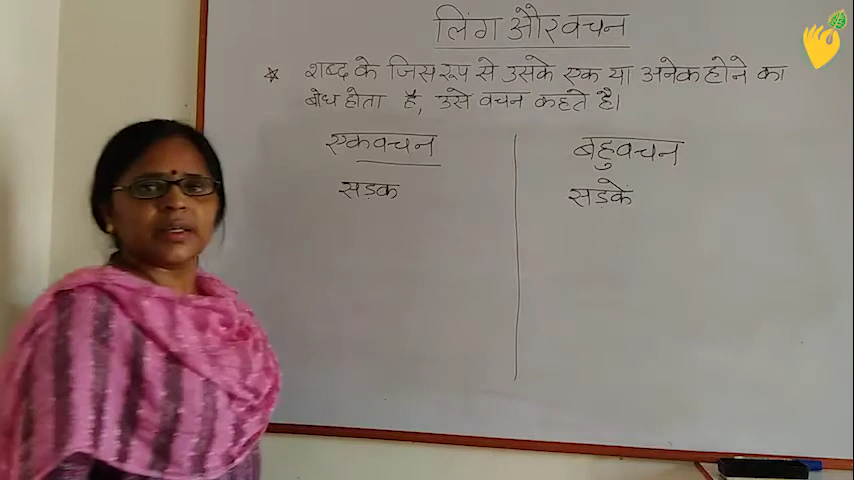 लिंग और वचन
* शब्द के जिस रूप से उसके एक या अनेक होने का
बोध होता है, उसे वचन कहते है।
एकवचन
बहुवचन
सड़क
सड़के